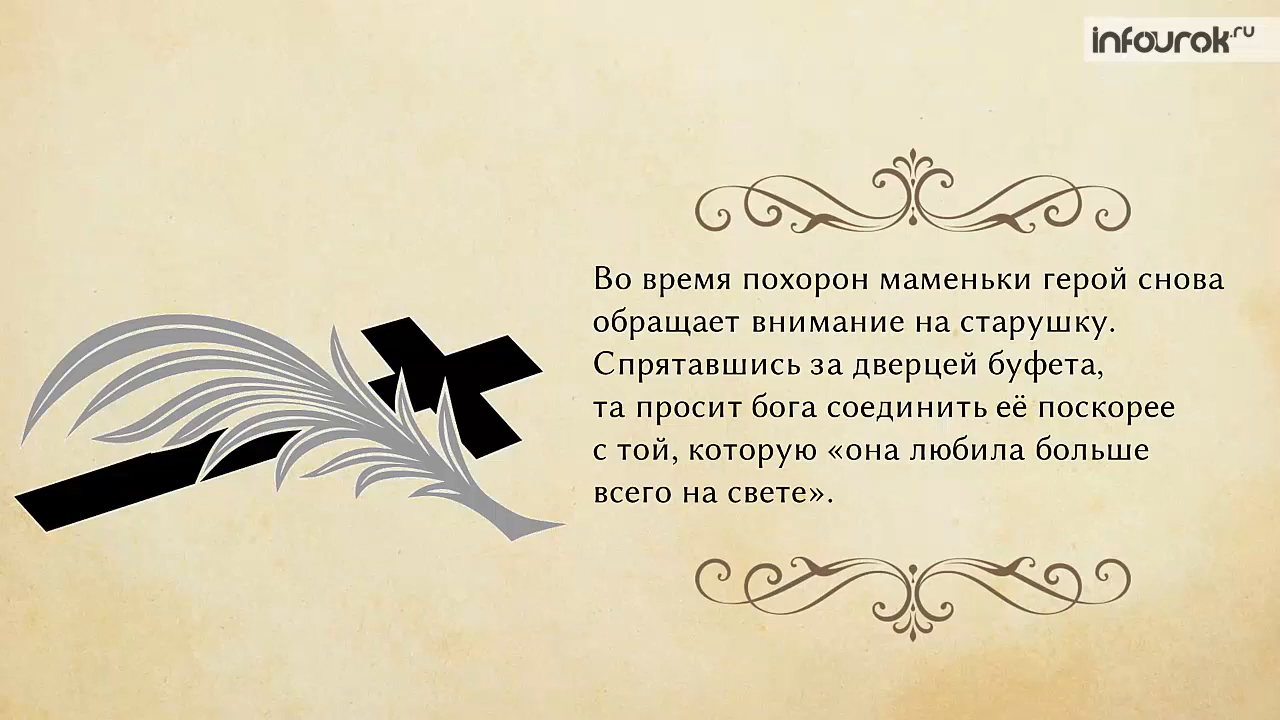 infourok.ru
Во время похорон маменьки герой снова
обращает внимание на старушку.
Спрятавшись за дверцей буфета,
та просит бога соединить её поскорее
с той, которую «она любила больше
всего на свете».